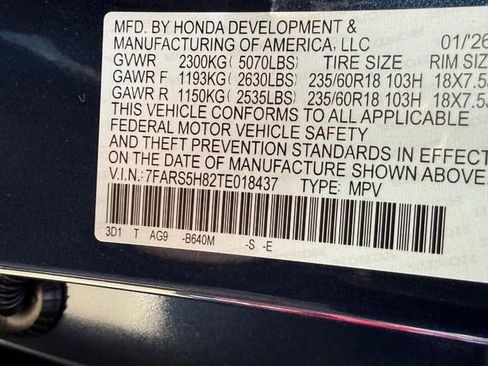 MFD. BY HONDA DEVELOPMENT &
MANUFACTURING OF AMERICA, LLC 01/'26
GVWR 2300KG (5070LBS) TIRE SIZE RIM SIZE
GAWR F 1193KG (2630LBS) 235/60R18 103H 18X7.5J
GAWR R 1150KG (2535LBS) 235/60R18 103H 18X7.5J
THIS VEHICLE CONFORMS TO ALL APPLICABLE
FEDERAL MOTOR VEHICLE SAFETY
AND THEFT PREVENTION STANDARDS IN EFFECT
ON THE DATE OF MANUFACTURE SHOWN ABOVE.
V.I.N.: 7FARS5H82TE018437 TYPE: MPV
3D1 T AG9 -B640M -S -E